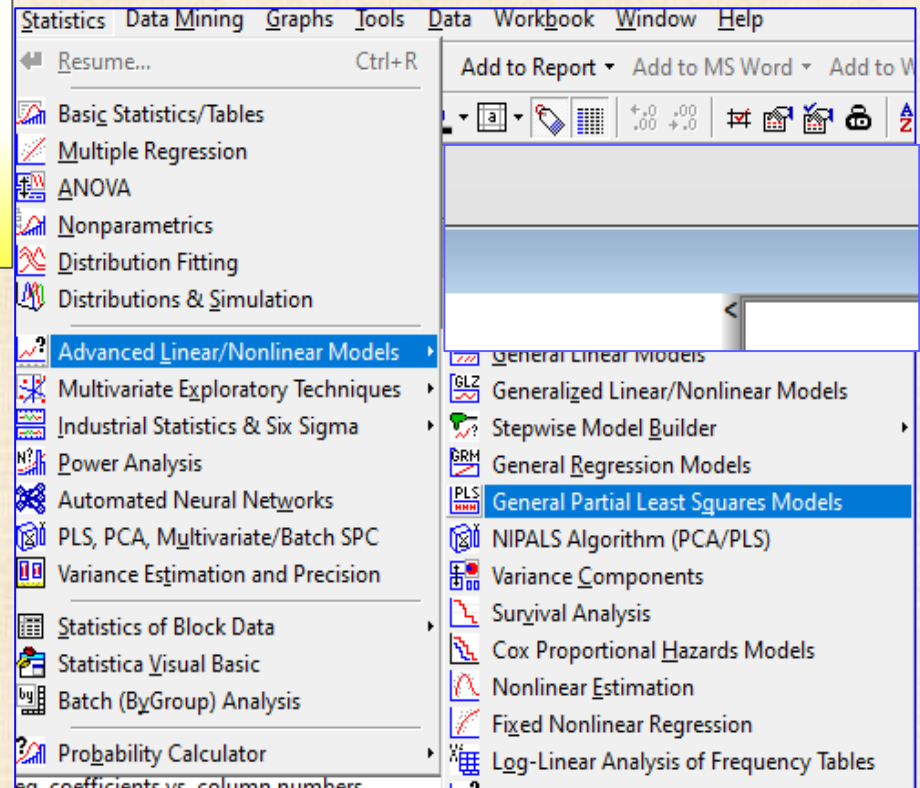 Statistics Data Mining Graphs Tools Data Workbook Window Help
Resume... Ctrl+R
Add to Report Add to MS Word Add to W
Basic Statistics/Tables
Multiple Regression
ANOVA
Nonparametrics
Distribution Fitting
Distributions & Simulation
Advanced Linear/Nonlinear Models
Multivariate Exploratory Techniques
Industrial Statistics & Six Sigma
Power Analysis
Automated Neural Networks
PLS, PCA, Multivariate/Batch SPC
Variance Estimation and Precision
Statistics of Block Data
Statistica Visual Basic
Batch (ByGroup) Analysis
Probability Calculator
General Linear Models
GLZ Generalized Linear/Nonlinear Models
Stepwise Model Builder
GRM General Regression Models
PLS General Partial Least Squares Models
NIPALS Algorithm (PCA/PLS)
Variance Components
Survival Analysis
Cox Proportional Hazards Models
Nonlinear Estimation
Fixed Nonlinear Regression
Log-Linear Analysis of Frequency Tables
coefficients vs. column numbers